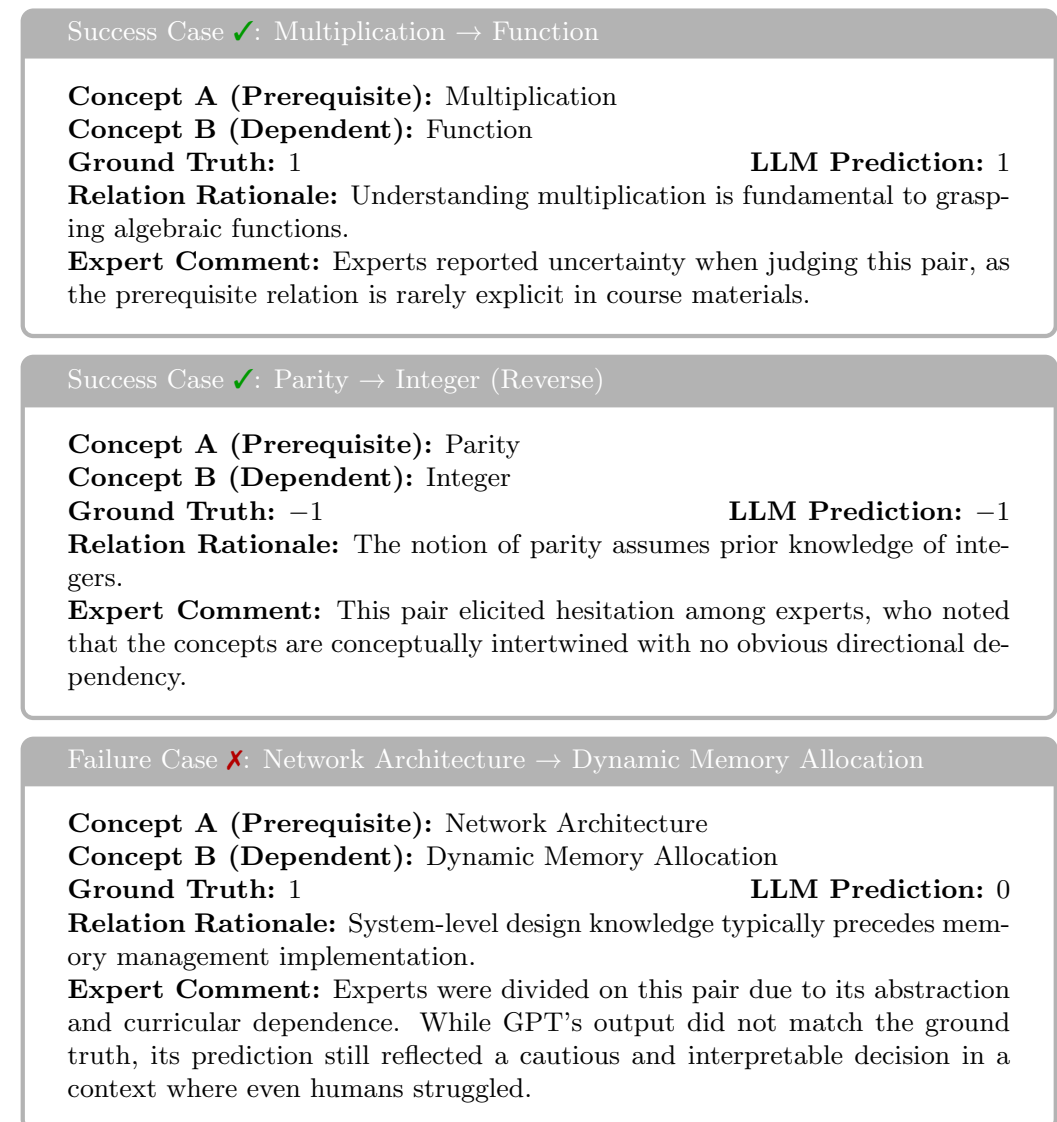 Success Case ✓: Multiplication → Function
Concept A (Prerequisite): Multiplication
Concept B (Dependent): Function
Ground Truth: 1 LLM Prediction: 1
Relation Rationale: Understanding multiplication is fundamental to grasp-
ing algebraic functions.
Expert Comment: Experts reported uncertainty when judging this pair, as
the prerequisite relation is rarely explicit in course materials.
Success Case ✓: Parity → Integer (Reverse)
Concept A (Prerequisite): Parity
Concept B (Dependent): Integer
Ground Truth: −1 LLM Prediction: −1
Relation Rationale: The notion of parity assumes prior knowledge of inte-
gers.
Expert Comment: This pair elicited hesitation among experts, who noted
that the concepts are conceptually intertwined with no obvious directional de-
pendency.
Failure Case ✗: Network Architecture → Dynamic Memory Allocation
Concept A (Prerequisite): Network Architecture
Concept B (Dependent): Dynamic Memory Allocation
Ground Truth: 1 LLM Prediction: 0
Relation Rationale: System-level design knowledge typically precedes mem-
ory management implementation.
Expert Comment: Experts were divided on this pair due to its abstraction
and curricular dependence. While GPT's output did not match the ground
truth, its prediction still reflected a cautious and interpretable decision in a
context where even humans struggled.